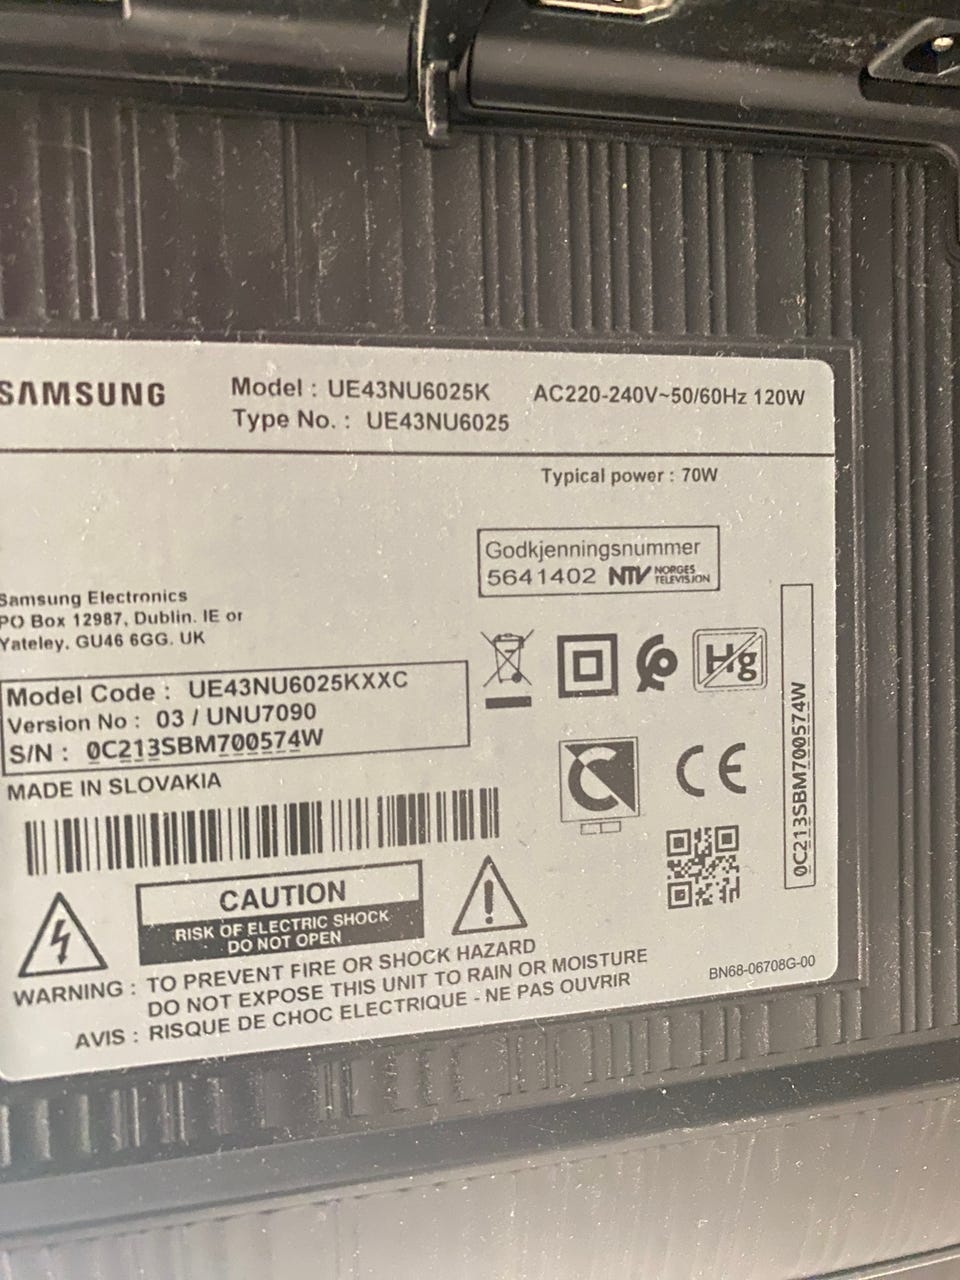 SAMSUNG
Model : UE43NU6025K AC220-240V~50/60Hz 120W
Type No. : UE43NU6025
Typical power : 70W
Godkjenningsnummer
5641402 NTV NORGES TELEVISJON
Samsung Electronics
PO Box 12987, Dublin. IE or
Yateley, GU46 6GG. UK
Hg
Model Code : UE43NU6025KXXC
Version No : 03 / UNU7090
S/N : 0C213SBM700574W
MADE IN SLOVAKIA
CE
0C213SBM700574W
CAUTION
RISK OF ELECTRIC SHOCK
DO NOT OPEN
WARNING : TO PREVENT FIRE OR SHOCK HAZARD
DO NOT EXPOSE THIS UNIT TO RAIN OR MOISTURE
AVIS : RISQUE DE CHOC ELECTRIQUE - NE PAS OUVRIR
BN68-06708G-00